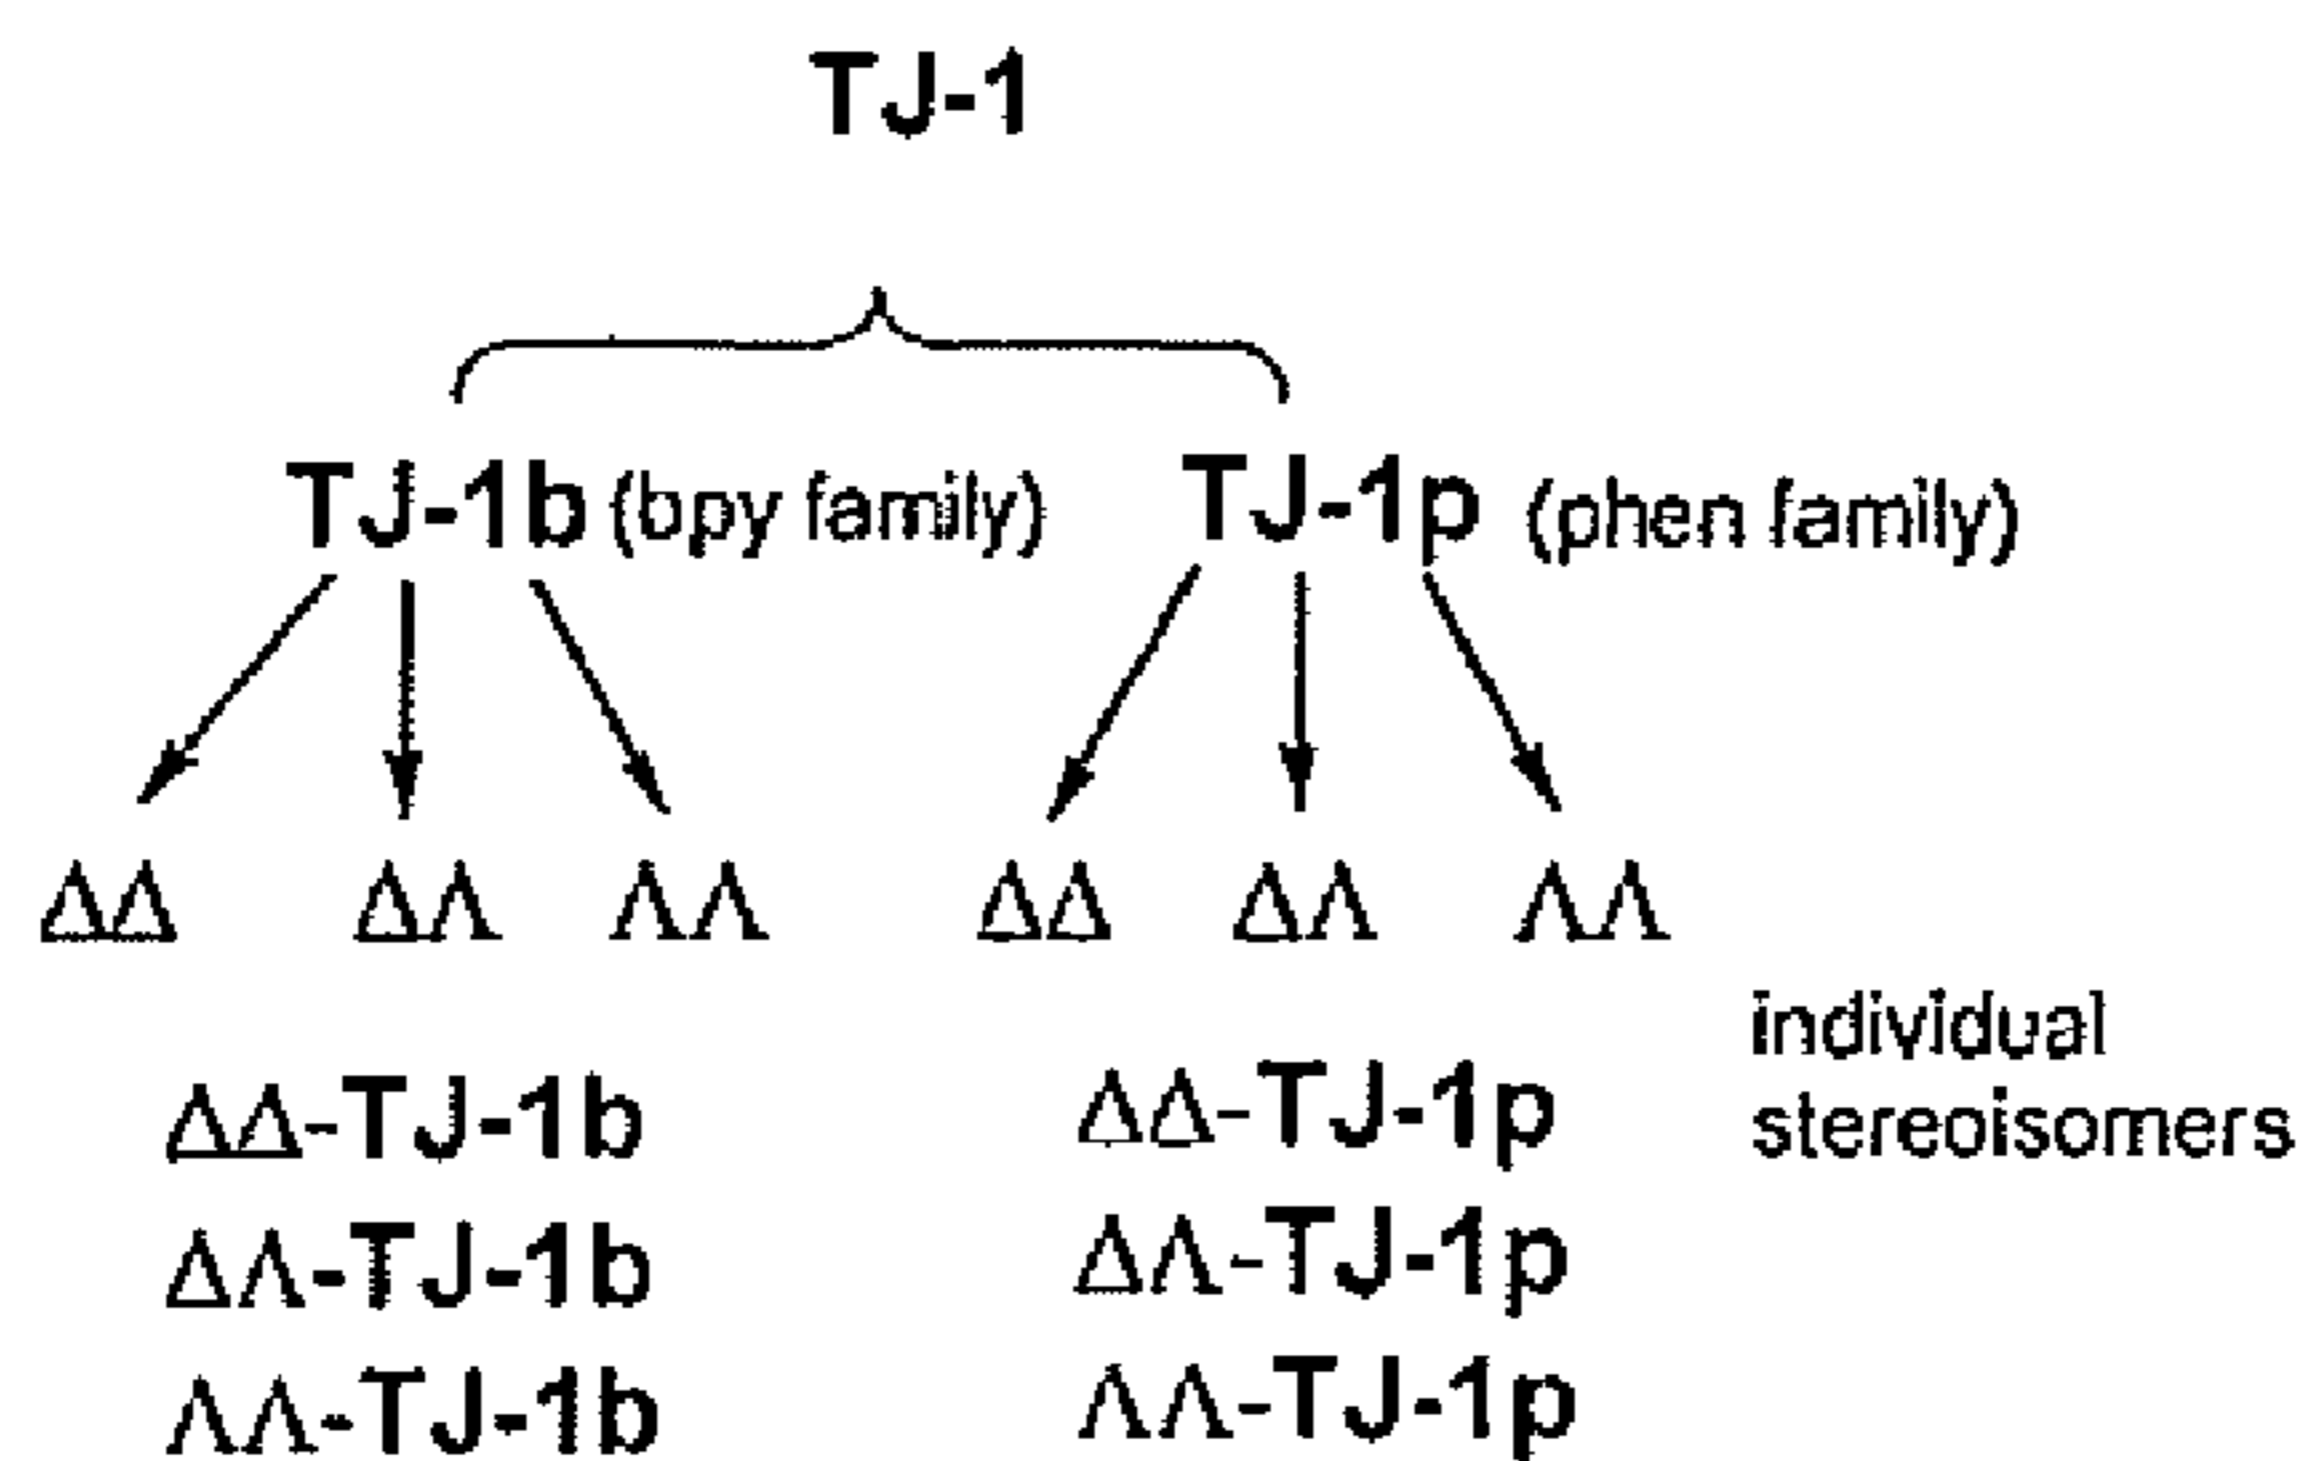 TJ-1
TJ-1b (bpy family) TJ-1p (phen family)
ΔΔ ΔΛ ΛΛ ΔΔ ΔΛ ΛΛ
individual
ΔΔ-TJ-1b ΔΔ-TJ-1p stereoisomers
ΔΛ-TJ-1b ΔΛ-TJ-1p
ΛΛ-TJ-1b ΛΛ-TJ-1p